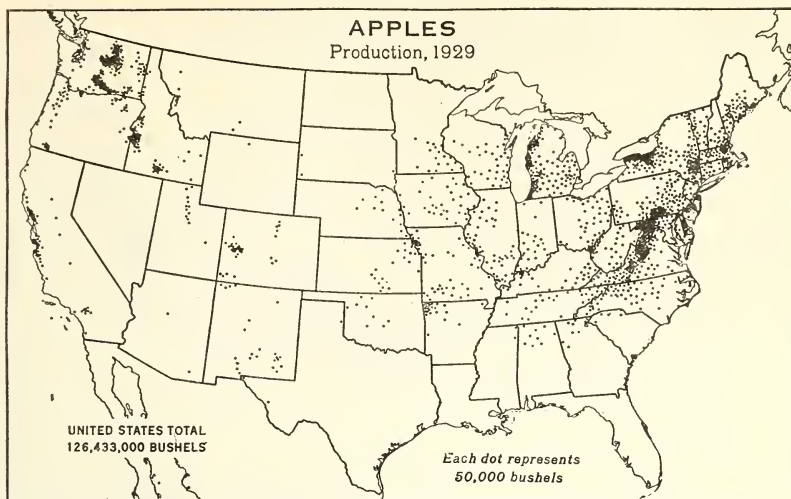 APPLES
Production, 1929
UNITED STATES TOTAL
126,433,000 BUSHELS
Each dot represents
50,000 bushels